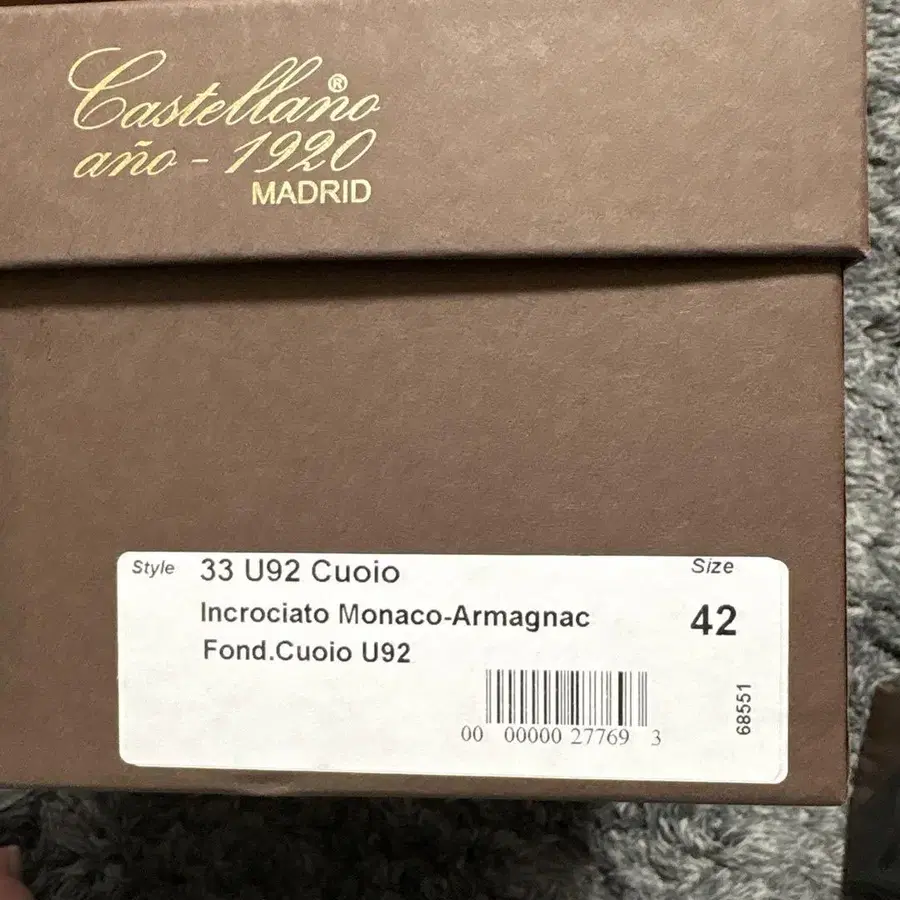 Castellano®
año - 1920
MADRID
Style 33 U92 Cuoio Size
Incrociato Monaco-Armagnac 42
Fond.Cuoio U92
00 00000 27769 3
68551